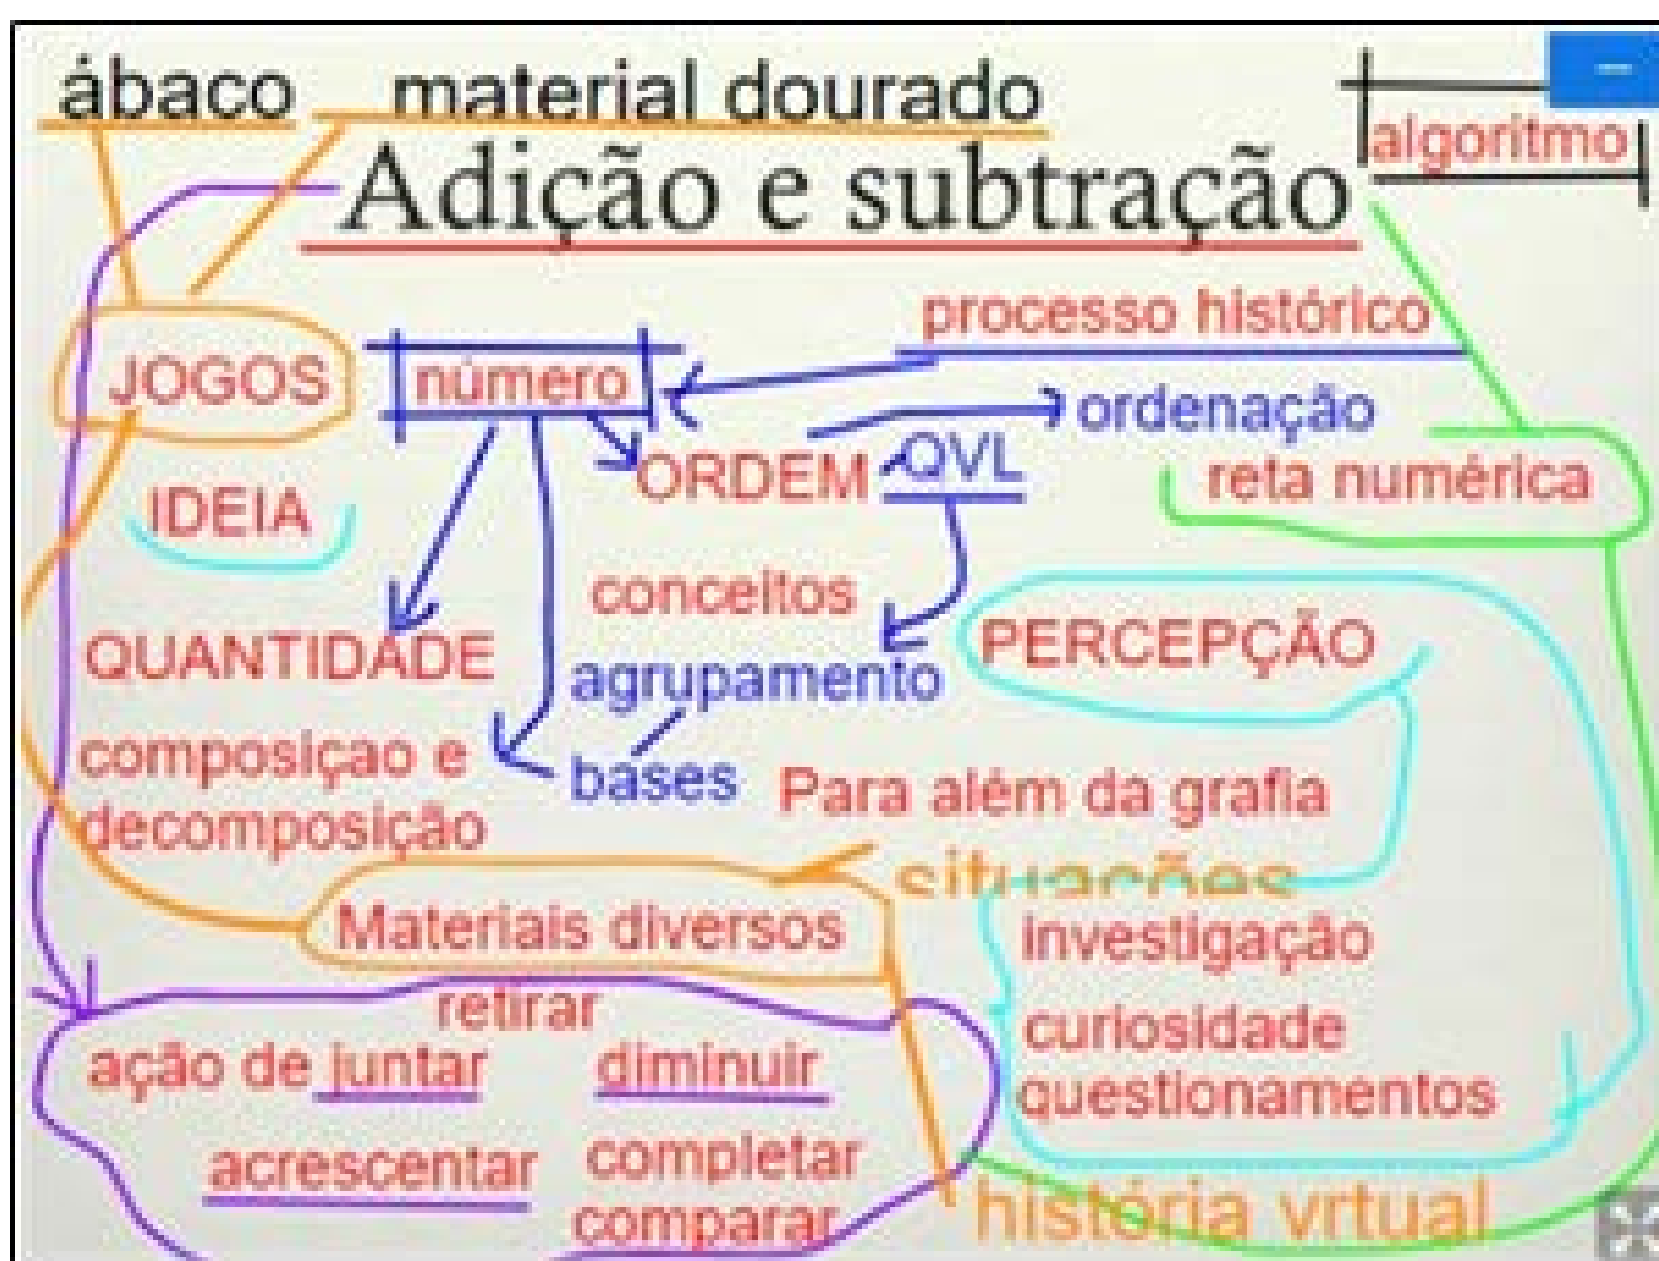 ábaco material dourado
algoritmo
Adição e subtração
processo histórico
JOGOS número
ordenação
ORDEM QVL
reta numérica
IDEIA
conceitos
PERCEPÇÃO
QUANTIDADE
agrupamento
composiçao e
decomposição
bases
Para além da grafia
situações
Materiais diversos
investigação
retirar
curiosidade
ação de juntar diminuir
questionamentos
acrescentar completar
comparar
história vrtual